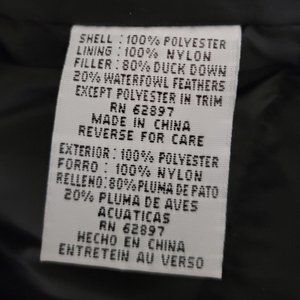 SHELL : 100% POLYESTER
LINING : 100% NYLON
FILLER : 80% DUCK DOWN
20% WATERFOWL FEATHERS
EXCEPT POLYESTER IN TRIM
RN 62897
MADE IN CHINA
REVERSE FOR CARE
EXTERIOR : 100% POLYESTER
FORRO : 100% NYLON
RELLENO: 80% PLUMA DE PATO
20% PLUMA DE AVES
ACUATICAS
RN 62897
HECHO EN CHINA
ENTRETEIN AU VERSO